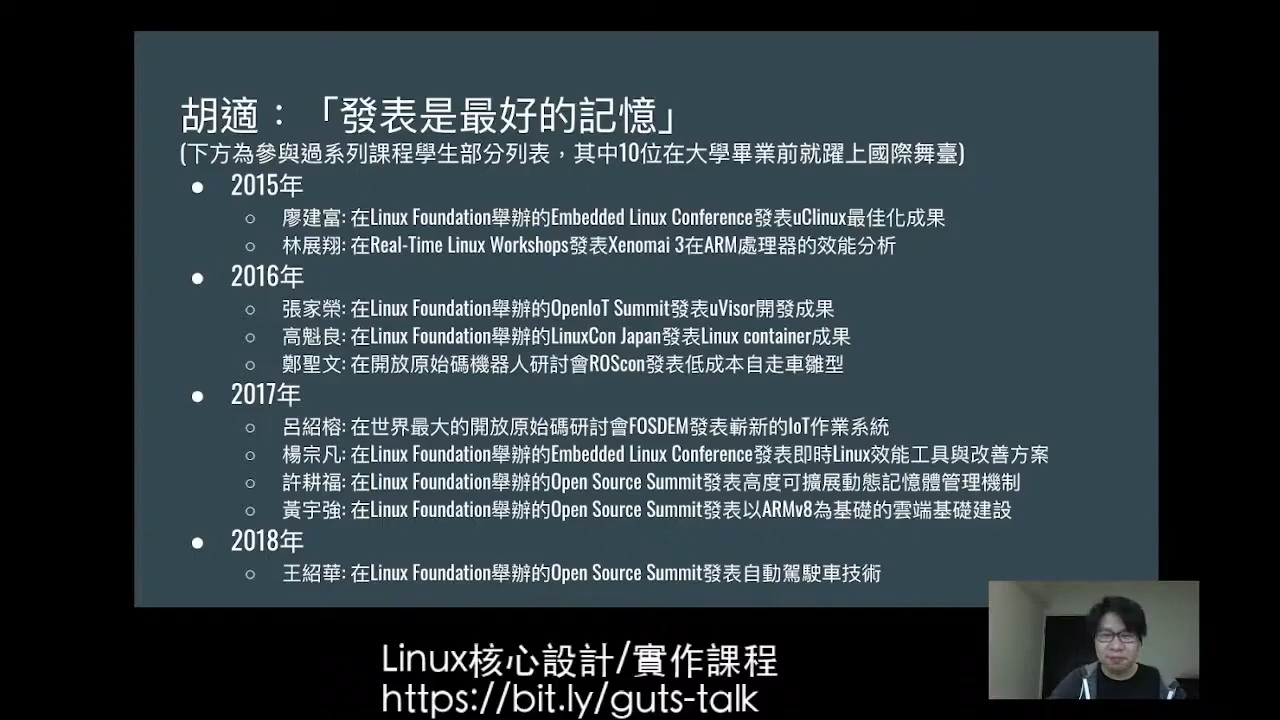 胡適：「發表是最好的記憶」
(下方為參與過系列課程學生部分列表，其中10位在大學畢業前就躍上國際舞臺)
● 2015年
○ 廖建富: 在Linux Foundation舉辦的Embedded Linux Conference發表uClinux最佳化成果
○ 林展翔: 在Real-Time Linux Workshops發表Xenomai 3在ARM處理器的效能分析
● 2016年
○ 張家榮: 在Linux Foundation舉辦的OpenIoT Summit發表uVisor開發成果
○ 高魁良: 在Linux Foundation舉辦的LinuxCon Japan發表Linux container成果
○ 鄭聖文: 在開放原始碼機器人研討會ROScon發表低成本自走車雛型
● 2017年
○ 呂紹榕: 在世界最大的開放原始碼研討會FOSDEM發表嶄新的IoT作業系統
○ 楊宗凡: 在Linux Foundation舉辦的Embedded Linux Conference發表即時Linux效能工具與改善方案
○ 許耕福: 在Linux Foundation舉辦的Open Source Summit發表高度可擴展動態記憶體管理機制
○ 黃宇強: 在Linux Foundation舉辦的Open Source Summit發表以ARMv8為基礎的雲端基礎建設
● 2018年
○ 王紹華: 在Linux Foundation舉辦的Open Source Summit發表自動駕駛車技術
Linux核心設計/實作課程
https://bit.ly/guts-talk